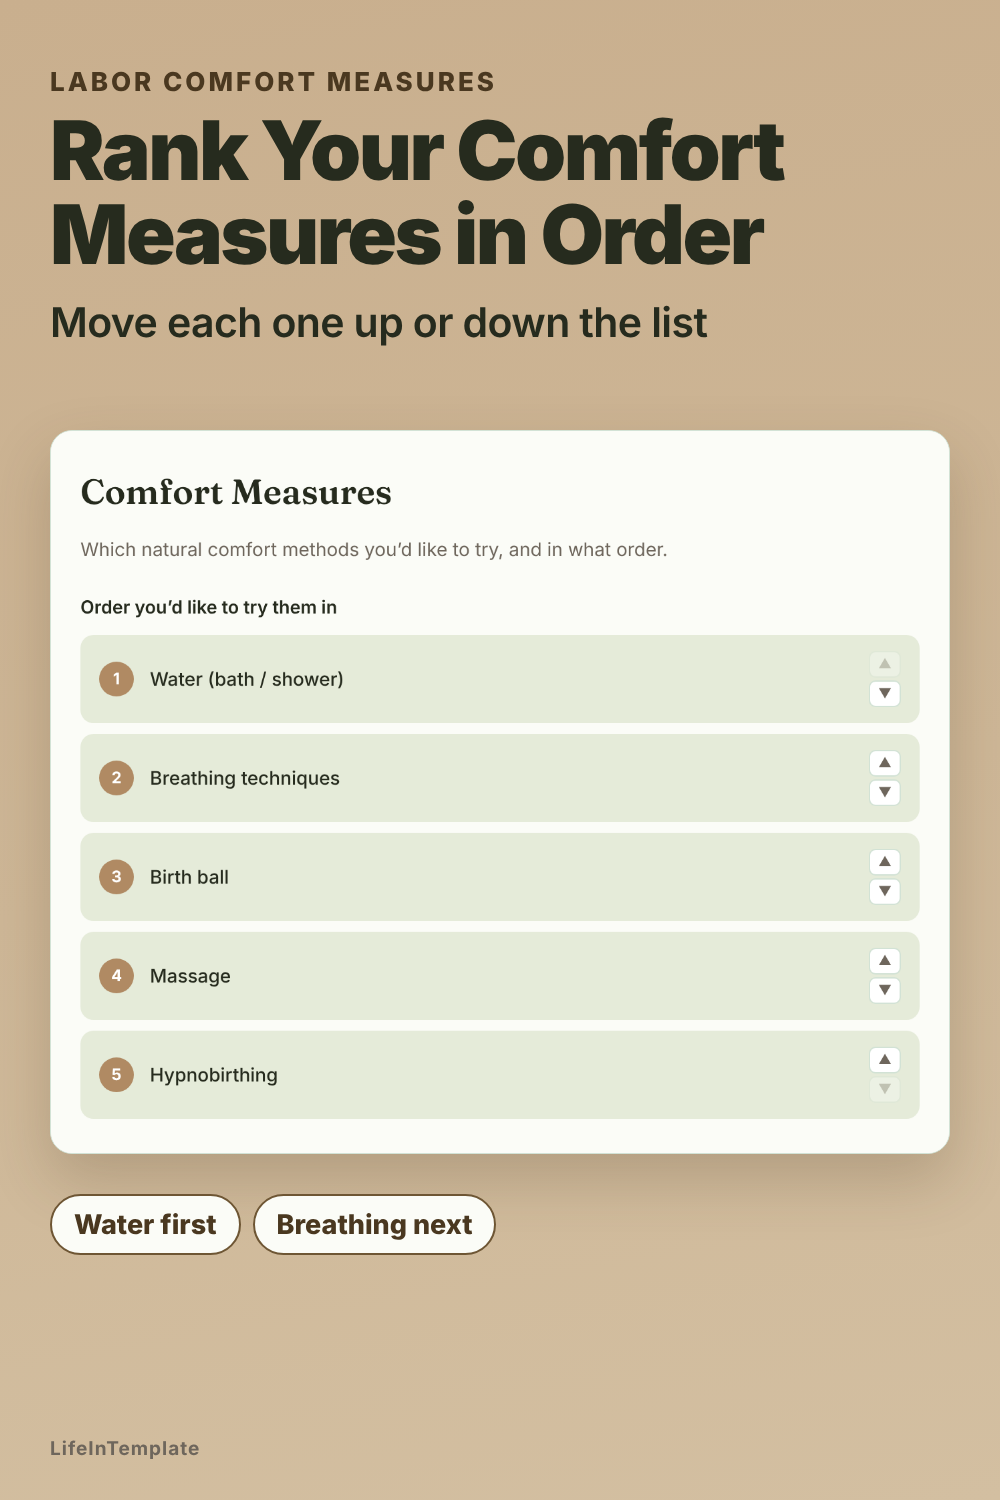 LABOR COMFORT MEASURES
Rank Your Comfort
Measures in Order
Move each one up or down the list
Comfort Measures
Which natural comfort methods you’d like to try, and in what order.
Order you’d like to try them in
1 Water (bath / shower)
2 Breathing techniques
3 Birth ball
4 Massage
5 Hypnobirthing
Water first Breathing next
LifeInTemplate